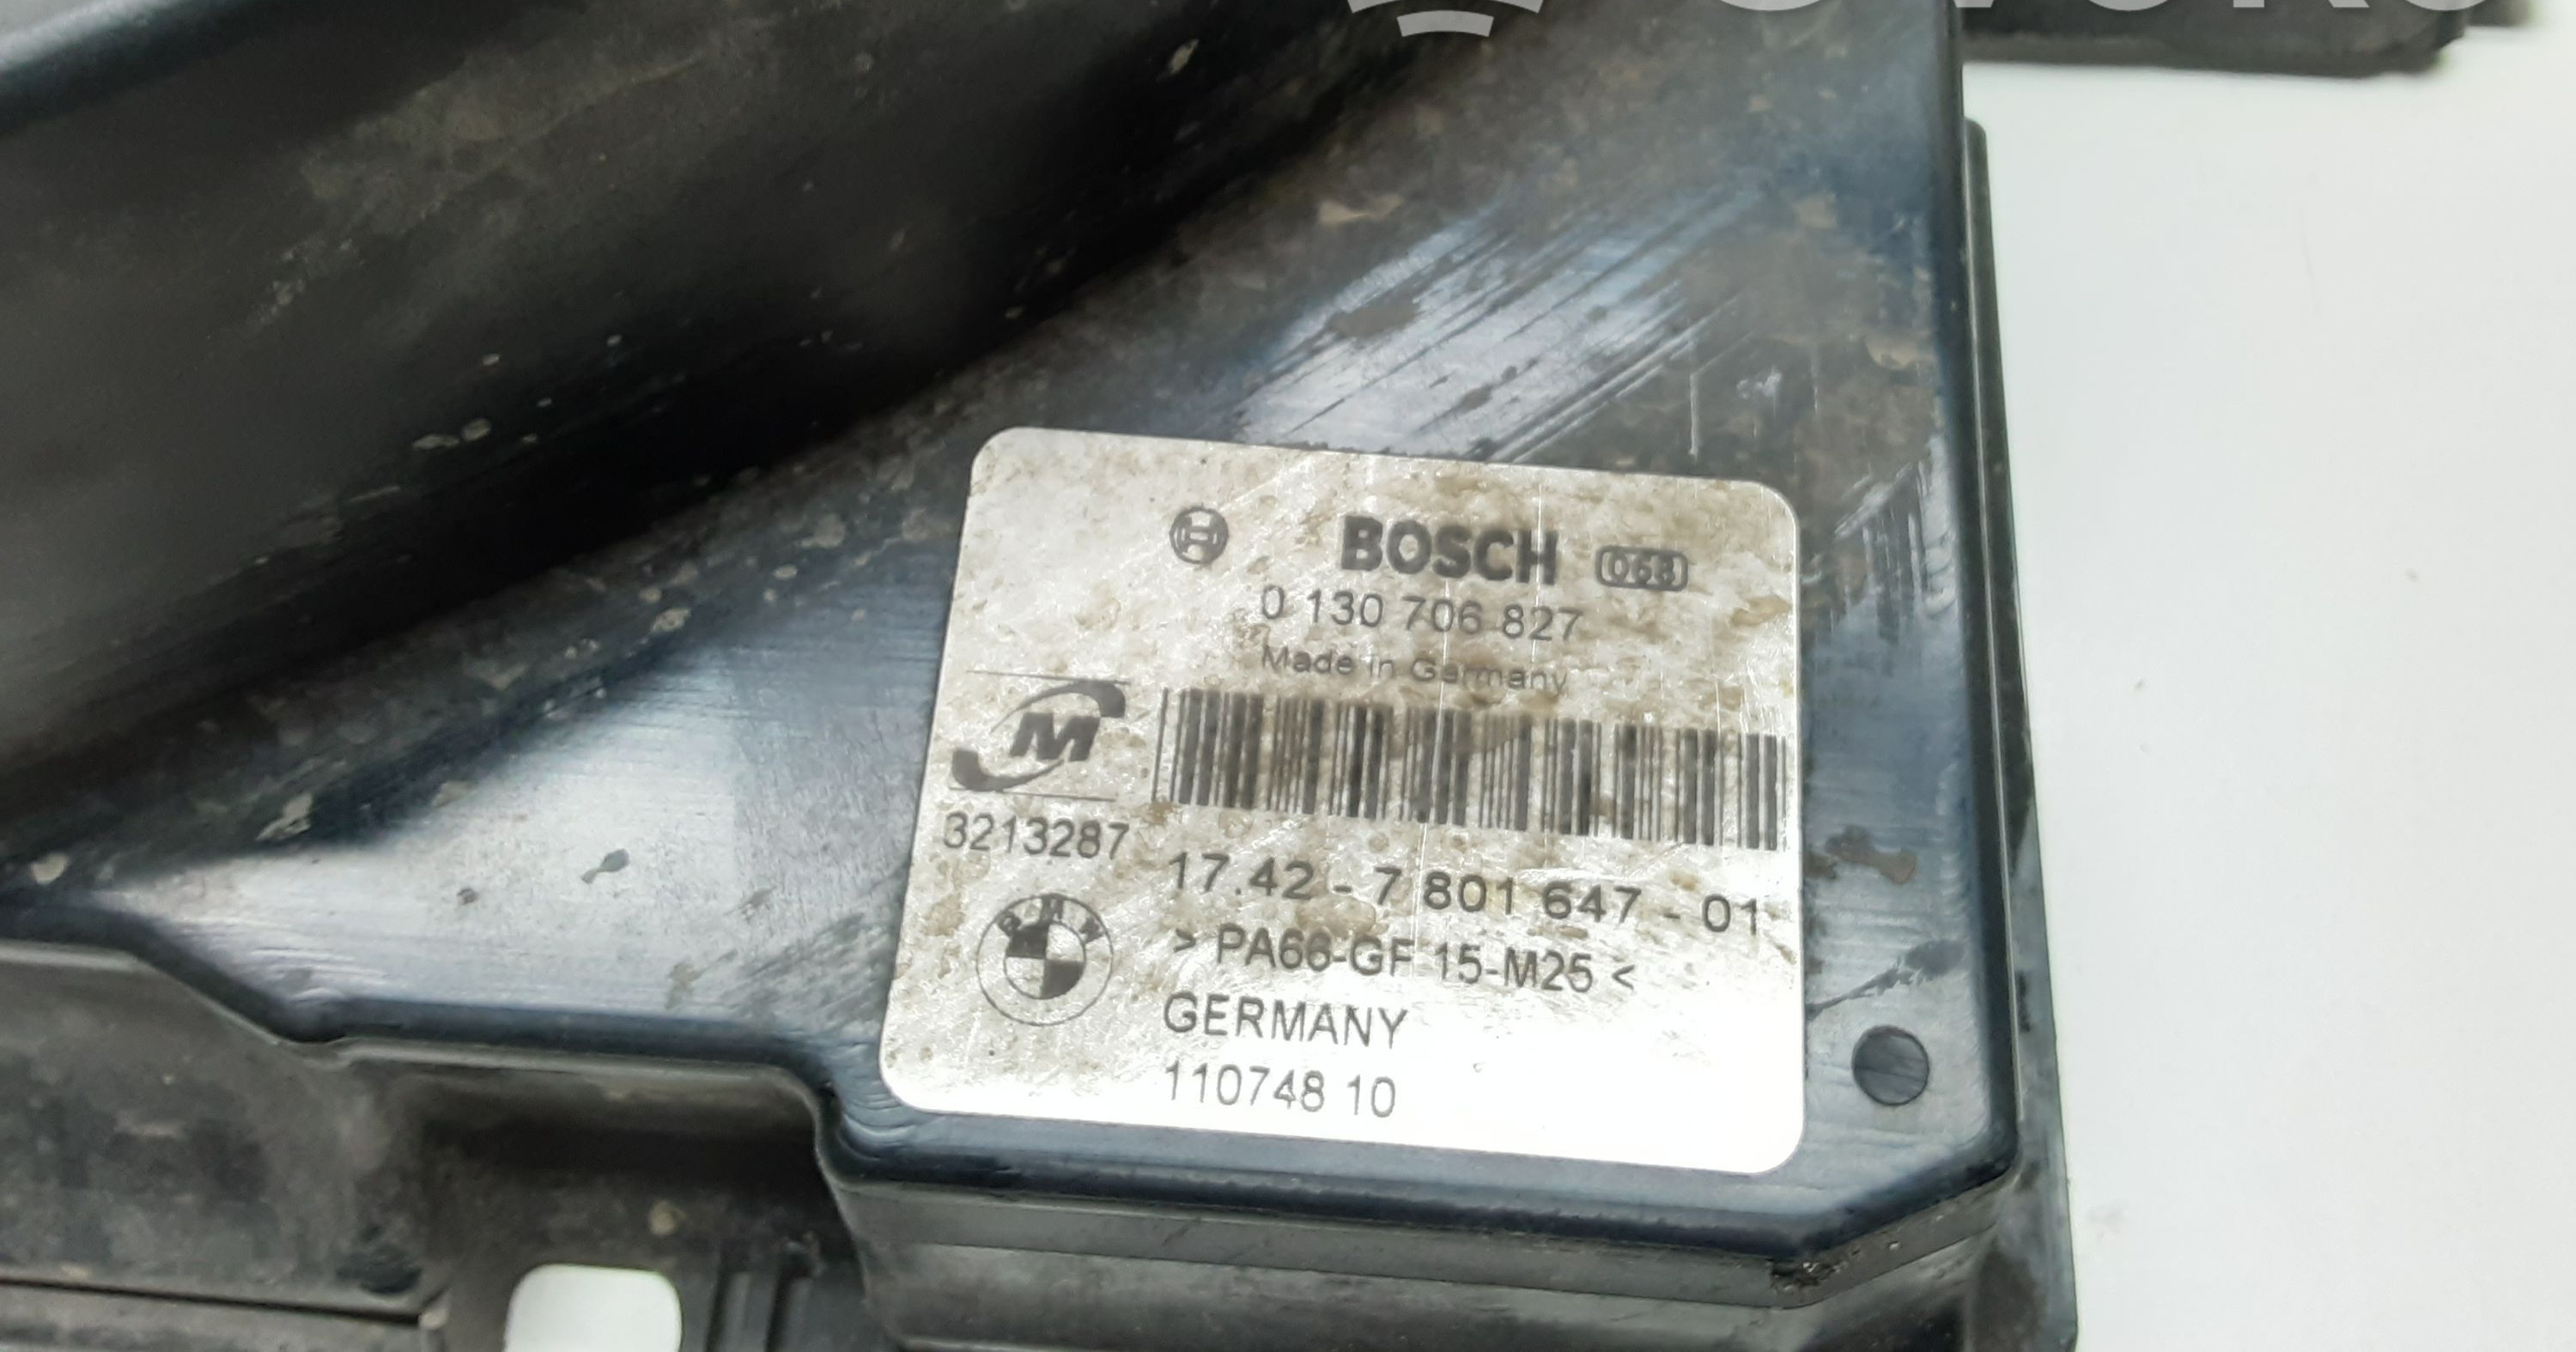 BOSCH 068
0 130 706 827
Made in Germany
M
3213287
17.42 - 7 801 647 - 01
BMW
> PA66-GF 15-M25 <
GERMANY
110748 10